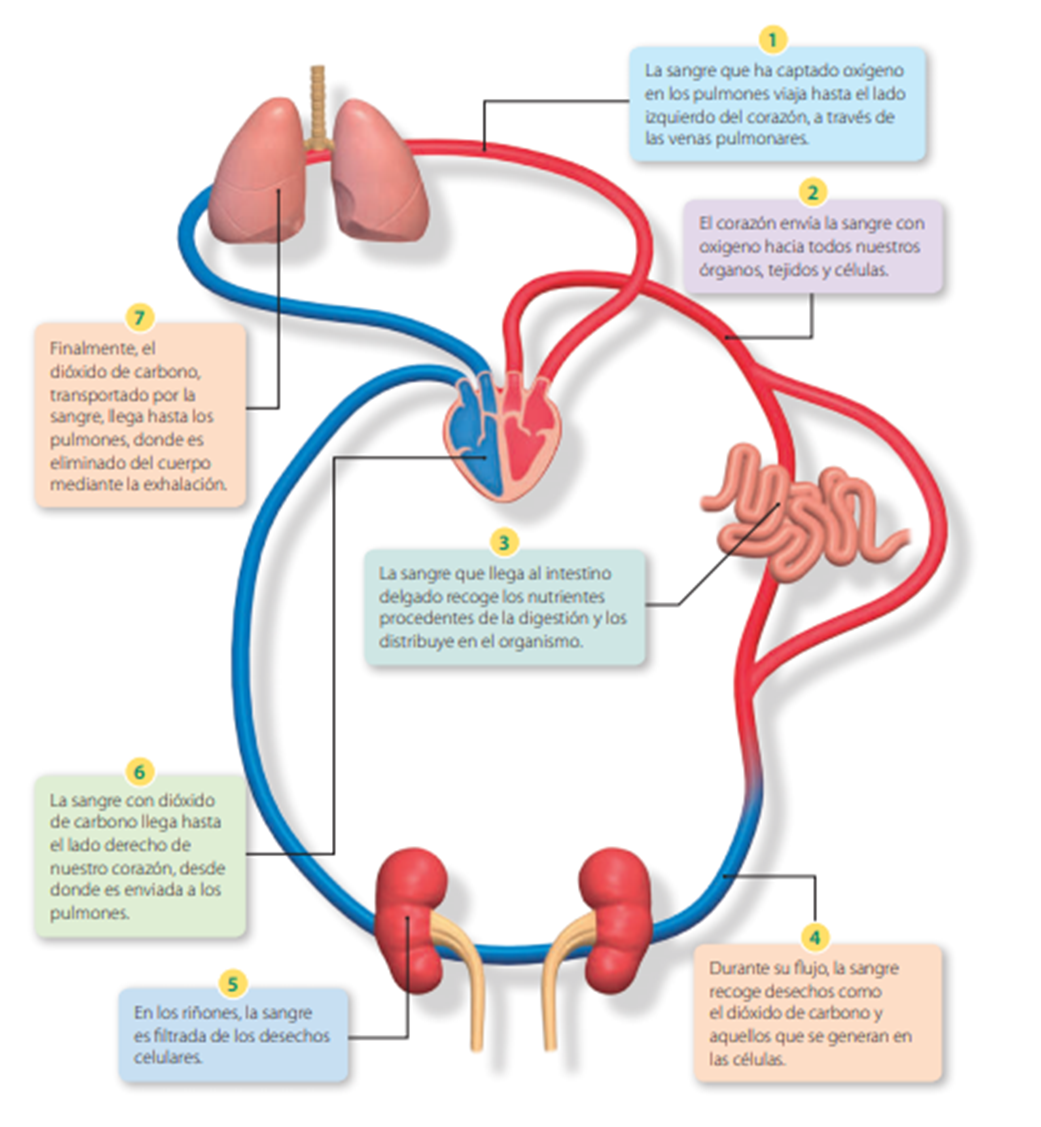 1
La sangre que ha captado oxígeno
en los pulmones viaja hasta el lado
izquierdo del corazón, a través de
las venas pulmonares.
2
El corazón envía la sangre con
oxigeno hacia todos nuestros
órganos, tejidos y células.
3
La sangre que llega al intestino
delgado recoge los nutrientes
procedentes de la digestión y los
distribuye en el organismo.
4
Durante su flujo, la sangre
recoge desechos como
el dióxido de carbono y
aquellos que se generan en
las células.
5
En los riñones, la sangre
es filtrada de los desechos
celulares.
6
La sangre con dióxido
de carbono llega hasta
el lado derecho de
nuestro corazón, desde
donde es enviada a los
pulmones.
7
Finalmente, el
dióxido de carbono,
transportado por la
sangre, llega hasta los
pulmones, donde es
eliminado del cuerpo
mediante la exhalación.